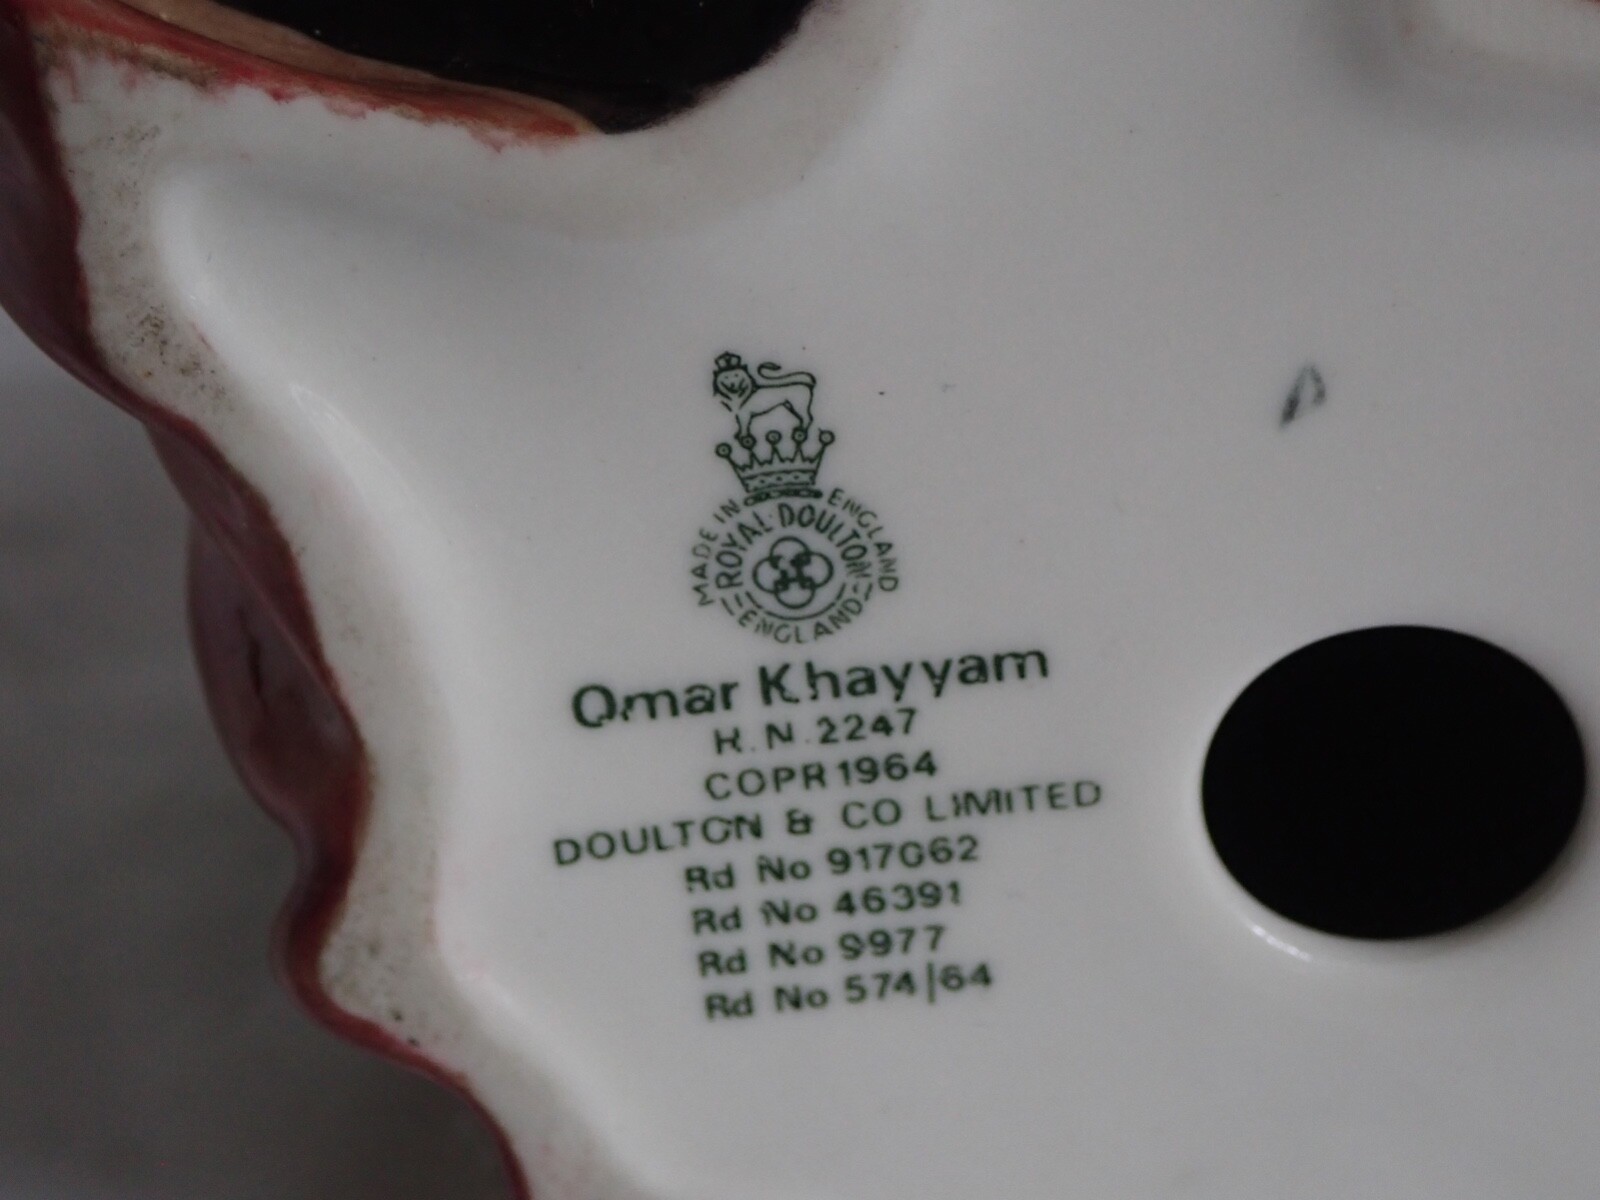 MADE IN ENGLAND
ROYAL DOULTON
ENGLAND
Omar Khayyam
H.N.2247
COPR 1964
DOULTON & CO LIMITED
Rd No 917062
Rd No 46391
Rd No 9977
Rd No 574/64